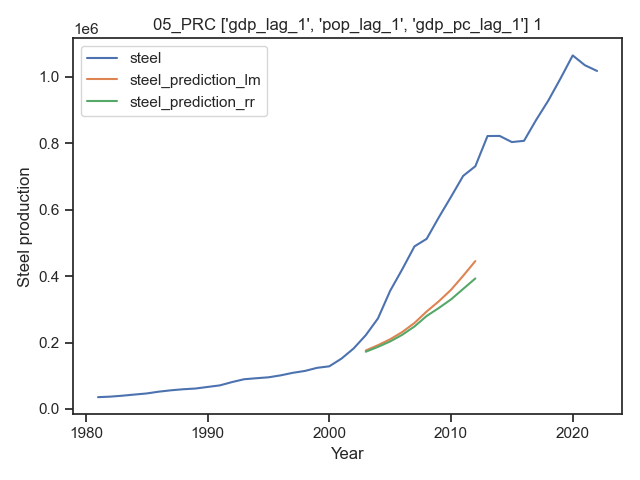 05_PRC ['gdp_lag_1', 'pop_lag_1', 'gdp_pc_lag_1'] 1
1e6
steel
steel_prediction_lm
steel_prediction_rr
1.0
0.8
0.6
0.4
0.2
0.0
Steel production
1980 1990 2000 2010 2020
Year